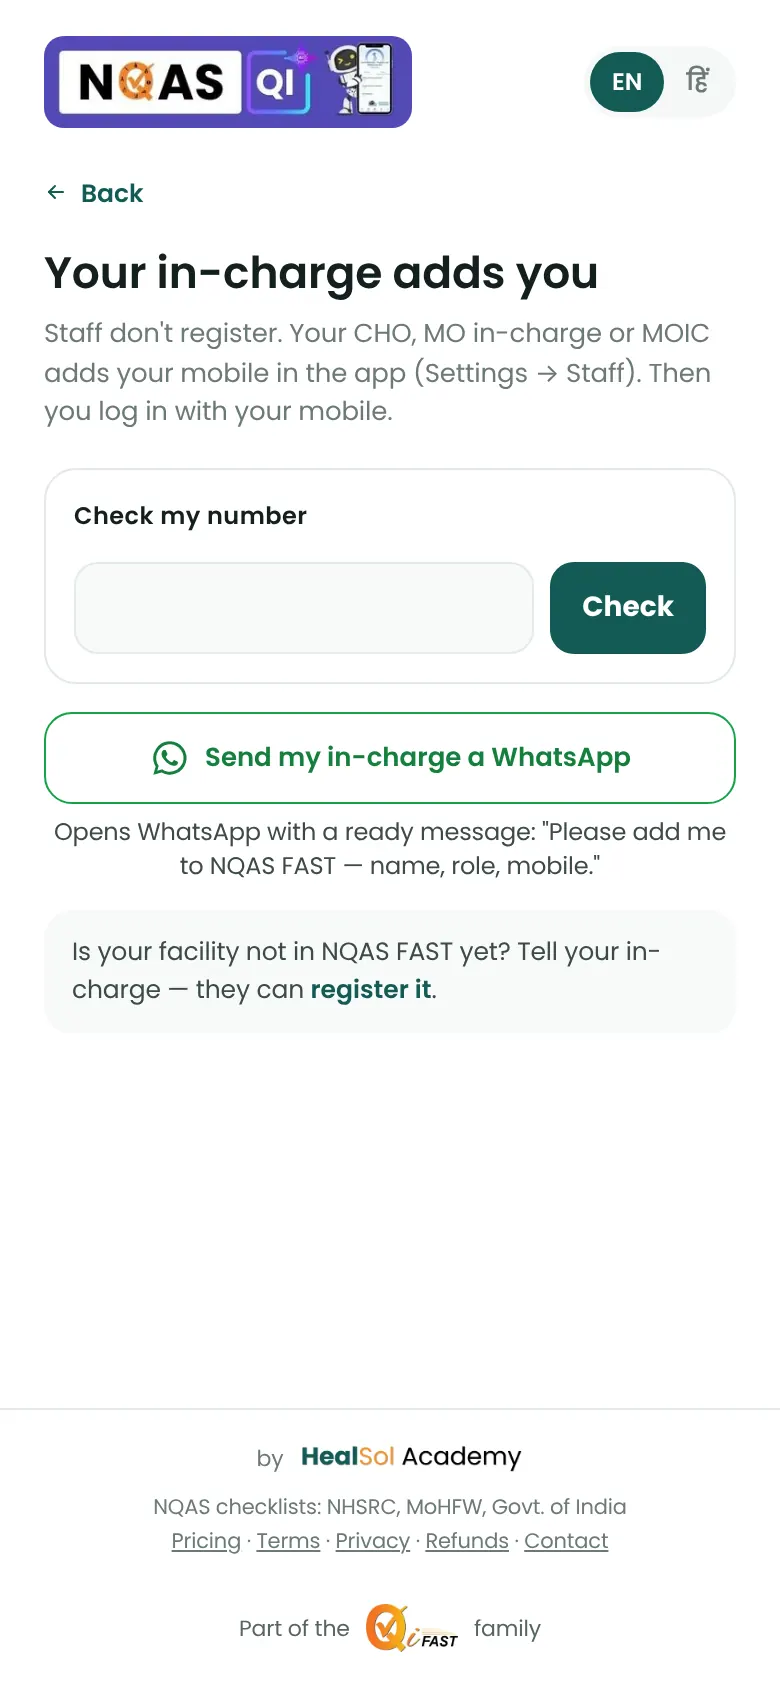 NQAS QI
EN हिं
← Back
Your in-charge adds you
Staff don't register. Your CHO, MO in-charge or MOIC
adds your mobile in the app (Settings → Staff). Then
you log in with your mobile.
Check my number
Check
Send my in-charge a WhatsApp
Opens WhatsApp with a ready message: "Please add me
to NQAS FAST — name, role, mobile."
Is your facility not in NQAS FAST yet? Tell your in-
charge — they can register it.
by HealSol Academy
NQAS checklists: NHSRC, MoHFW, Govt. of India
Pricing · Terms · Privacy · Refunds · Contact
Part of the Qi FAST family